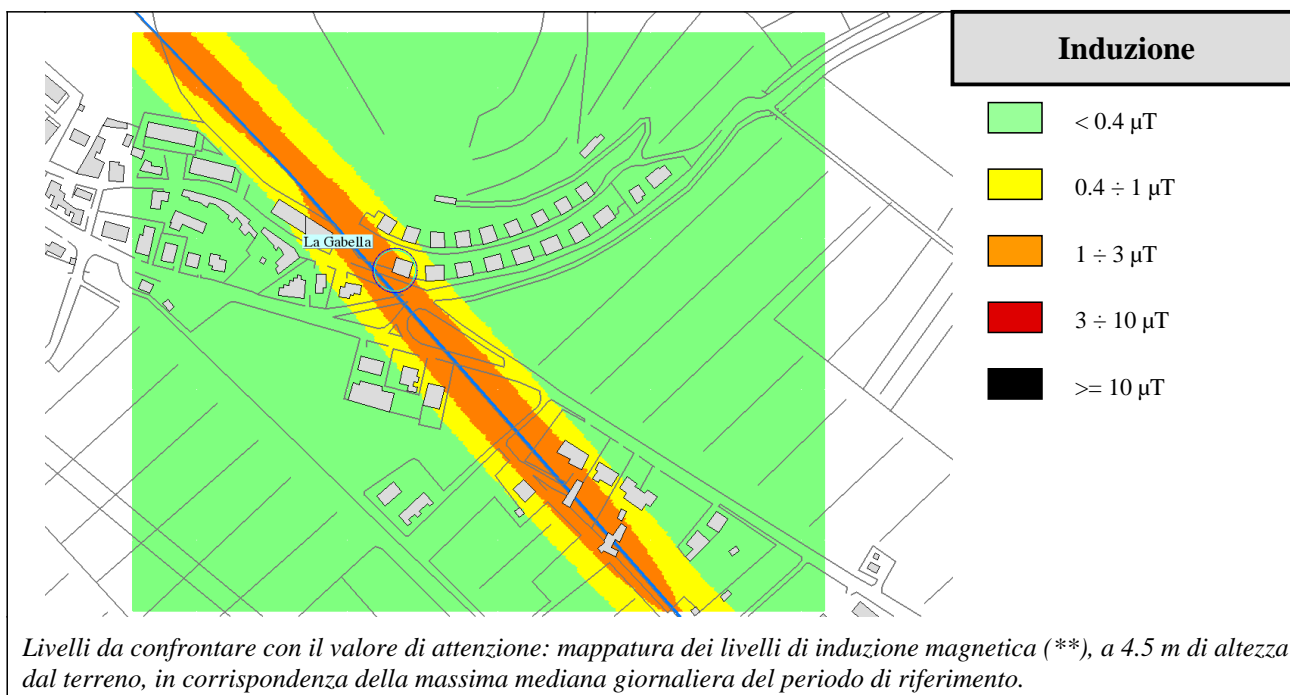 Induzione
< 0.4 µT
0.4 ÷ 1 µT
1 ÷ 3 µT
3 ÷ 10 µT
>= 10 µT
La Gabella
Livelli da confrontare con il valore di attenzione: mappatura dei livelli di induzione magnetica (**), a 4.5 m di altezza
dal terreno, in corrispondenza della massima mediana giornaliera del periodo di riferimento.